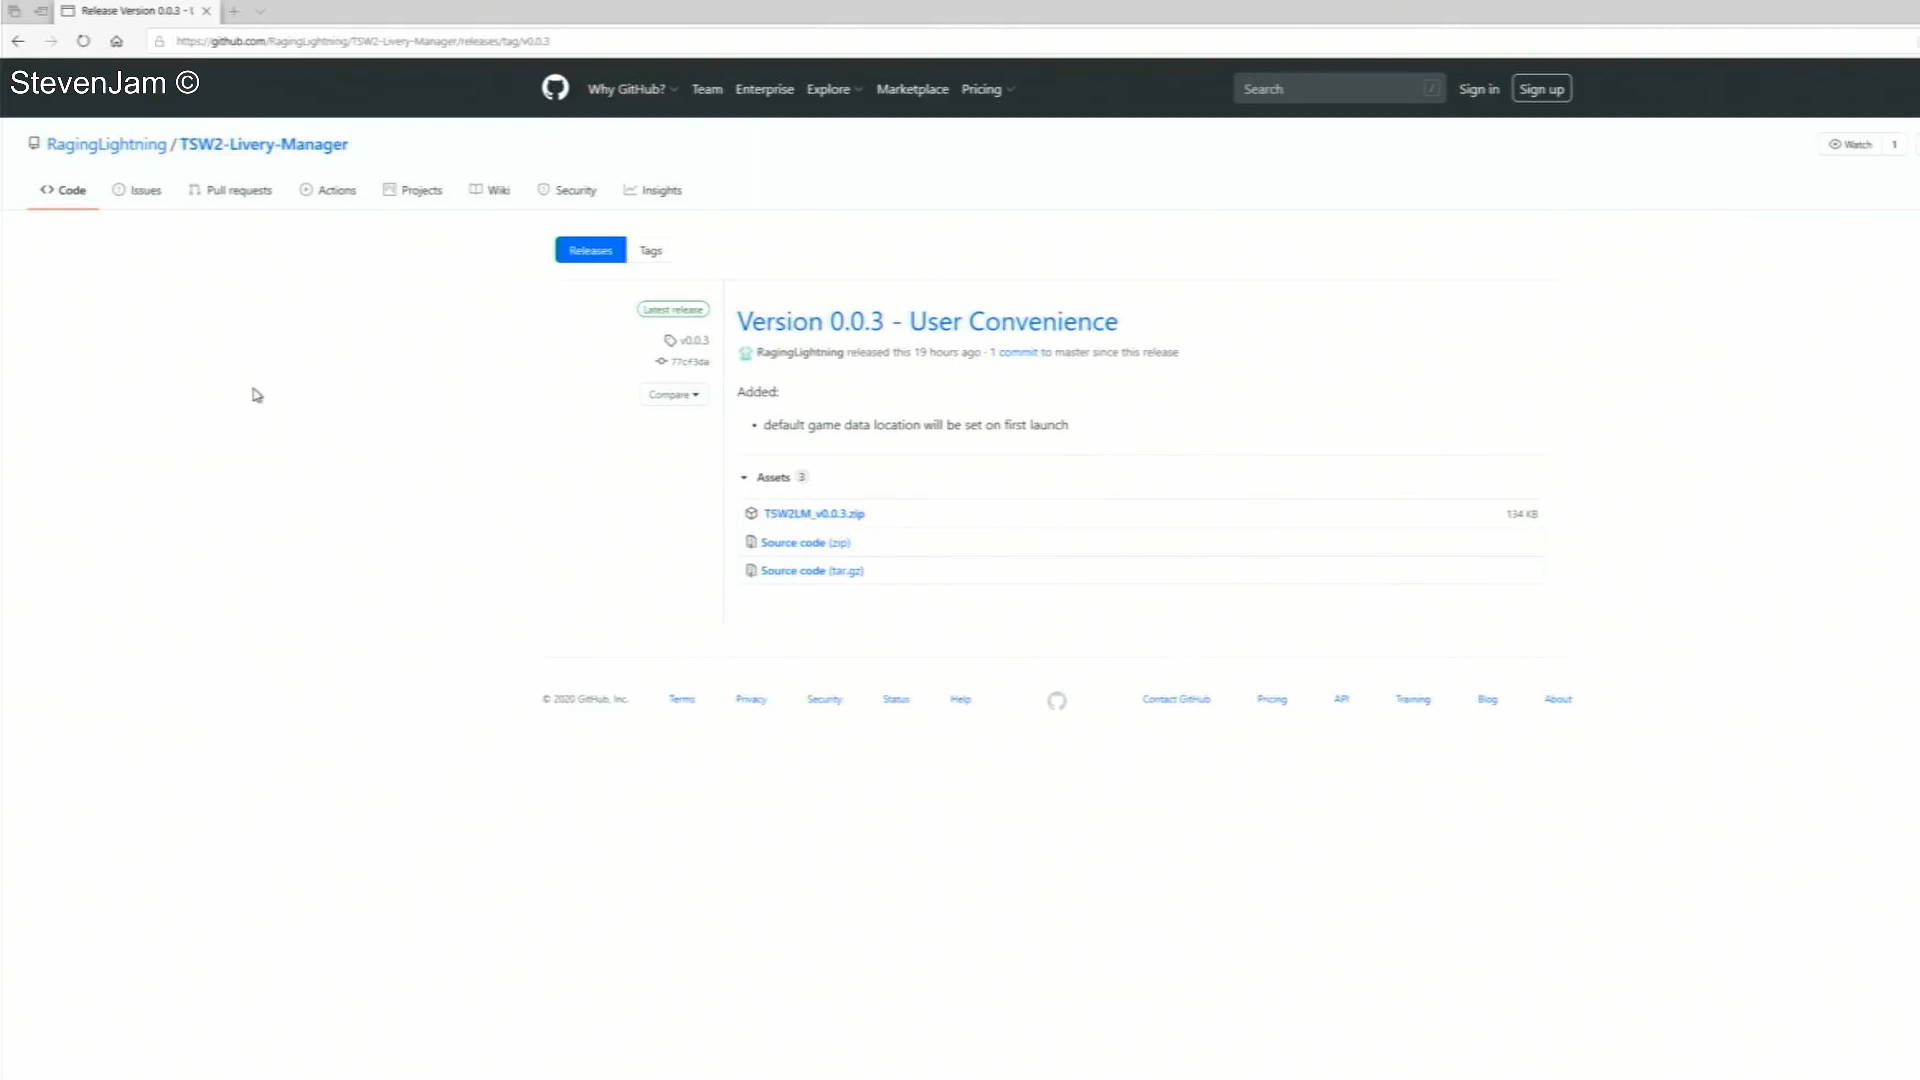 Release Version 0.0.3 -
https://github.com/RagingLightning/TSW2-Livery-Manager/releases/tag/v0.0.3
StevenJam ©
Why GitHub? Team Enterprise Explore Marketplace Pricing Search / Sign in Sign up
RagingLightning / TSW2-Livery-Manager Watch 1
Code Issues Pull requests Actions Projects Wiki Security Insights
Releases Tags
Latest release
v0.0.3
77cf3da
Compare
Version 0.0.3 - User Convenience
RagingLightning released this 19 hours ago · 1 commit to master since this release
Added:
• default game data location will be set on first launch
Assets 3
TSW2LM_v0.0.3.zip 134 KB
Source code (zip)
Source code (tar.gz)
© 2020 GitHub, Inc. Terms Privacy Security Status Help Contact GitHub Pricing API Training Blog About